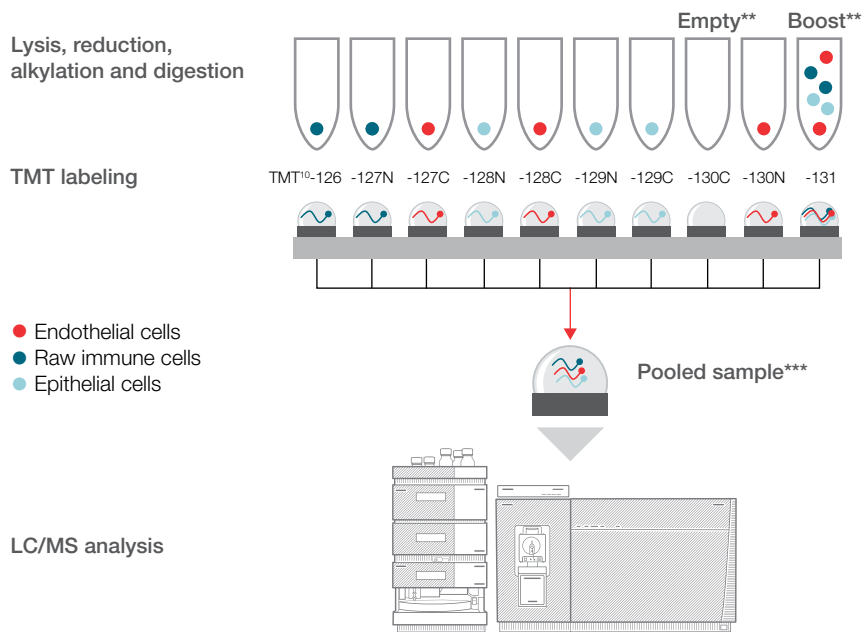 Empty** Boost**
Lysis, reduction,
alkylation and digestion
TMT labeling
TMT¹⁰-126 -127N -127C -128N -128C -129N -129C -130C -130N -131
Endothelial cells
Raw immune cells
Epithelial cells
Pooled sample***
LC/MS analysis